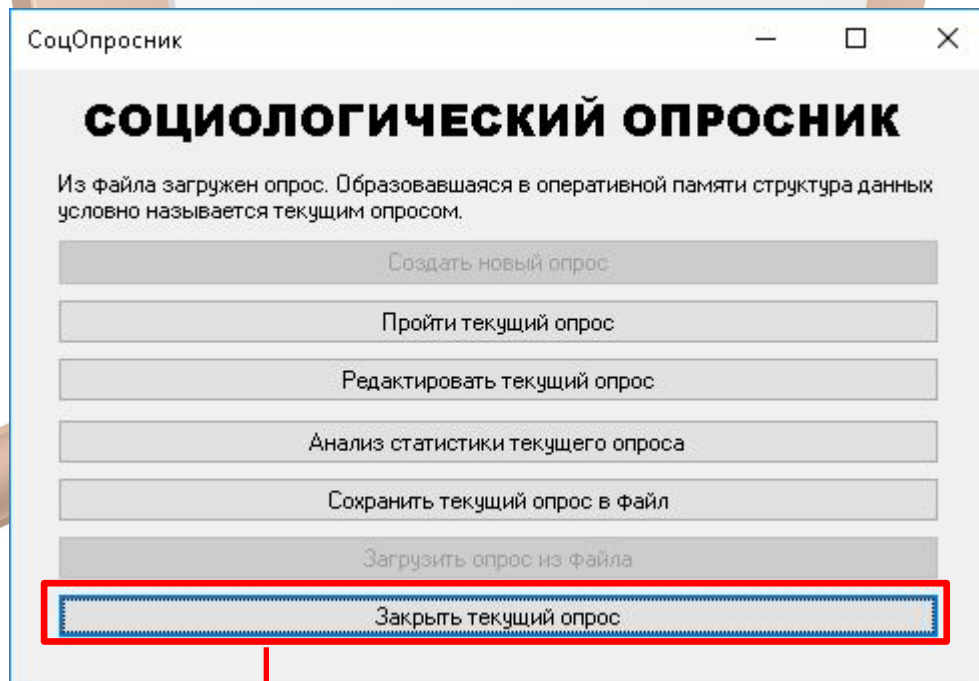 СоцОпросник
СОЦИОЛОГИЧЕСКИЙ ОПРОСНИК
Из файла загружен опрос. Образовавшаяся в оперативной памяти структура данных
условно называется текущим опросом.
Создать новый опрос
Пройти текущий опрос
Редактировать текущий опрос
Анализ статистики текущего опроса
Сохранить текущий опрос в файл
Загрузить опрос из файла
Закрыть текущий опрос